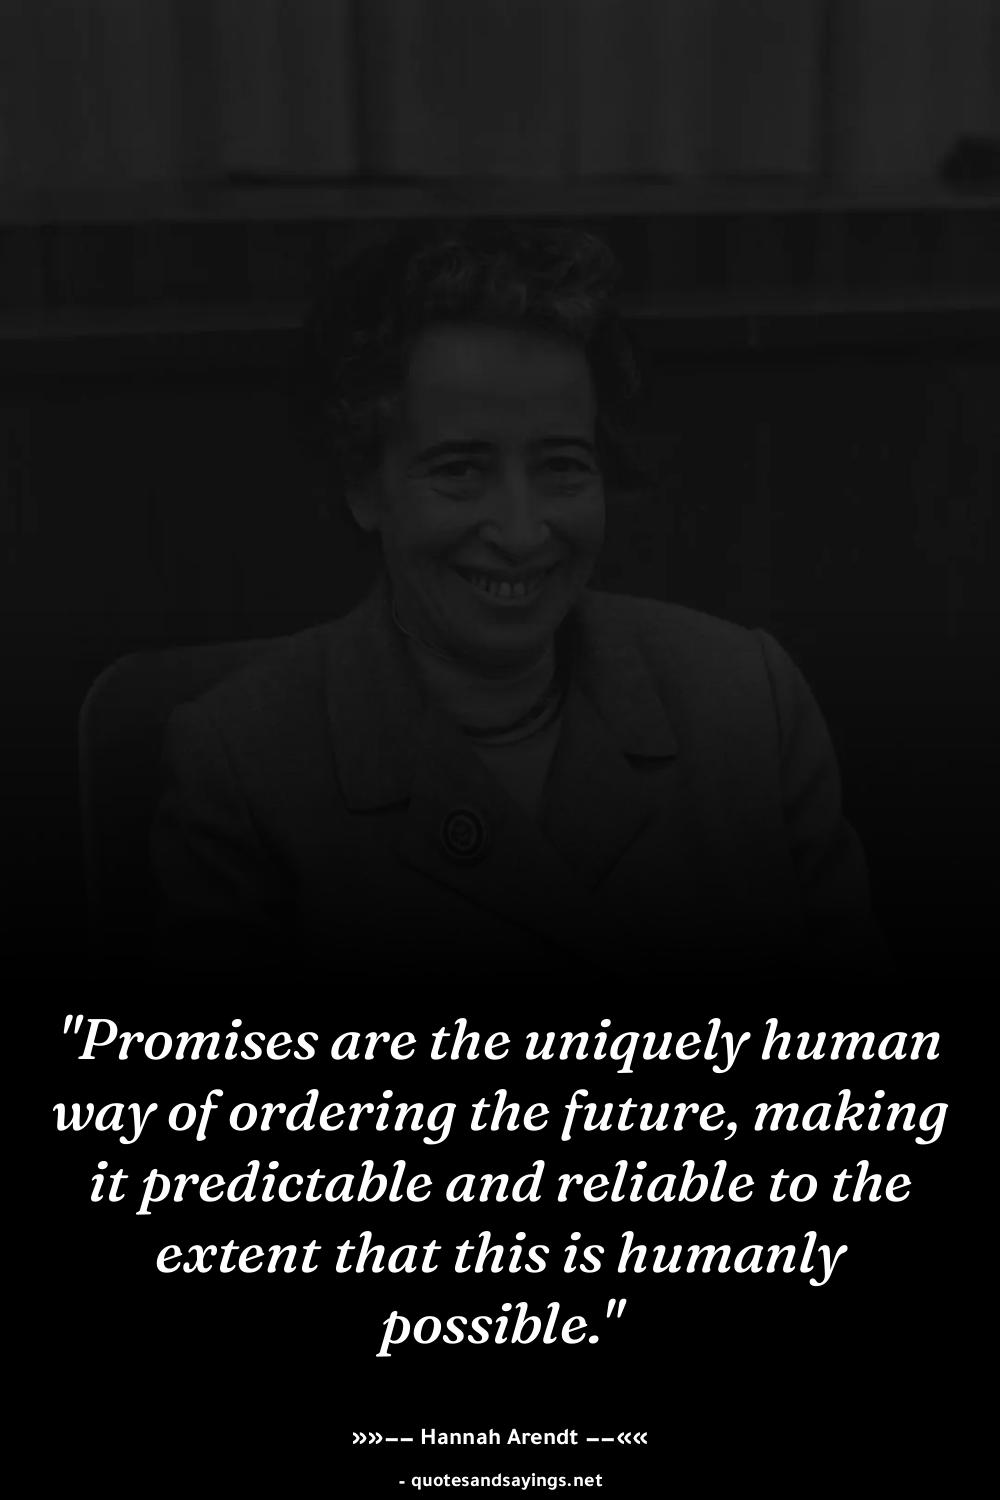 "Promises are the uniquely human
way of ordering the future, making
it predictable and reliable to the
extent that this is humanly
possible."
»»–– Hannah Arendt ––««
- quotesandsayings.net